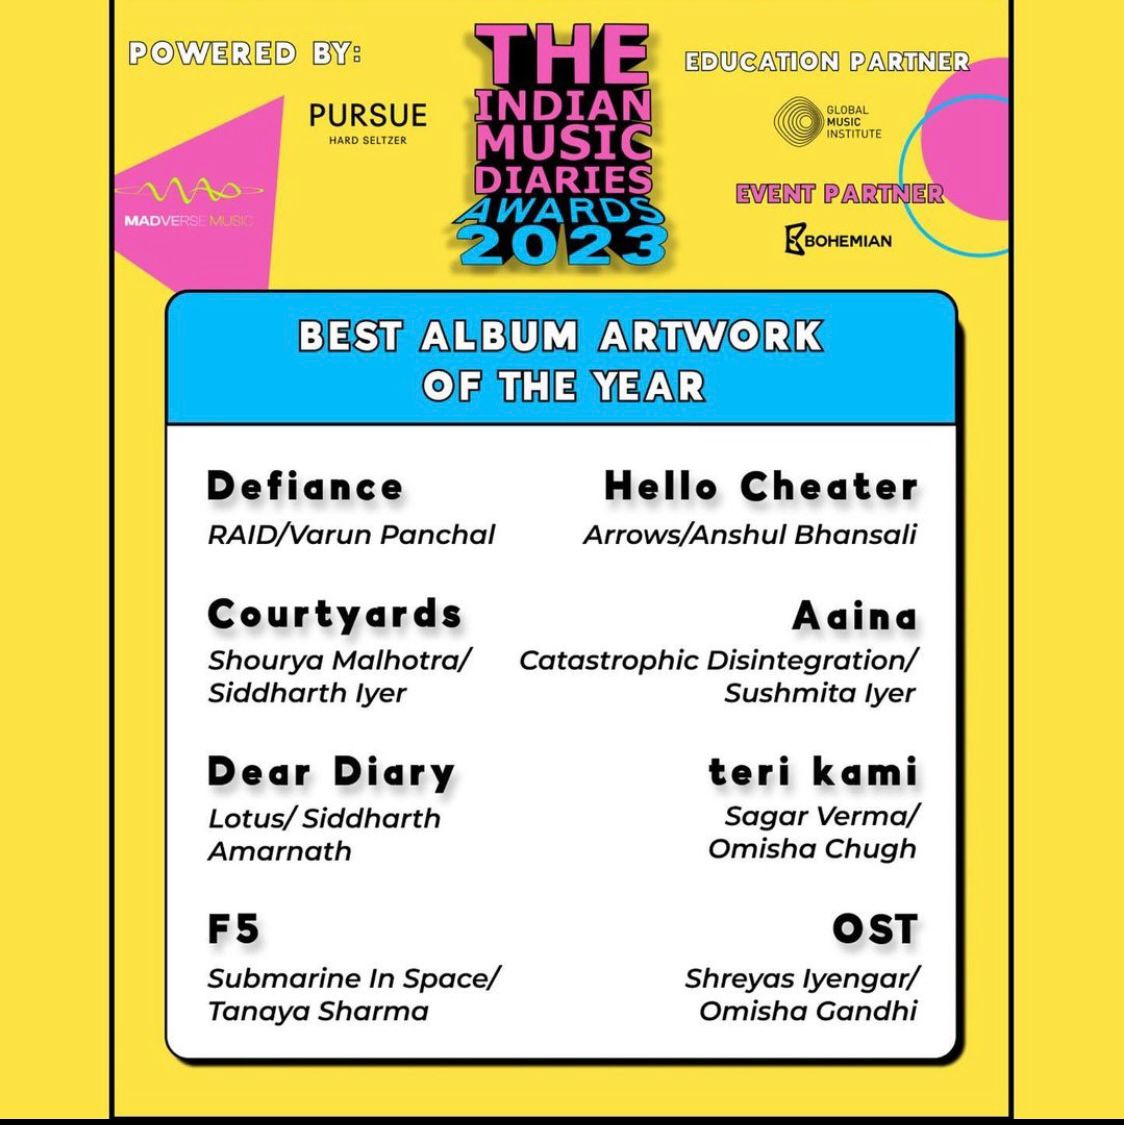 POWERED BY:
PURSUE
HARD SELTZER
MADVERSE MUSIC
THE
INDIAN
MUSIC
DIARIES
AWARDS
2023
EDUCATION PARTNER
GLOBAL
MUSIC
INSTITUTE
EVENT PARTNER
BOHEMIAN
BEST ALBUM ARTWORK
OF THE YEAR
Defiance
RAID/Varun Panchal
Hello Cheater
Arrows/Anshul Bhansali
Courtyards
Shourya Malhotra/
Siddharth Iyer
Aaina
Catastrophic Disintegration/
Sushmita Iyer
Dear Diary
Lotus/ Siddharth
Amarnath
teri kami
Sagar Verma/
Omisha Chugh
F5
Submarine In Space/
Tanaya Sharma
OST
Shreyas Iyengar/
Omisha Gandhi